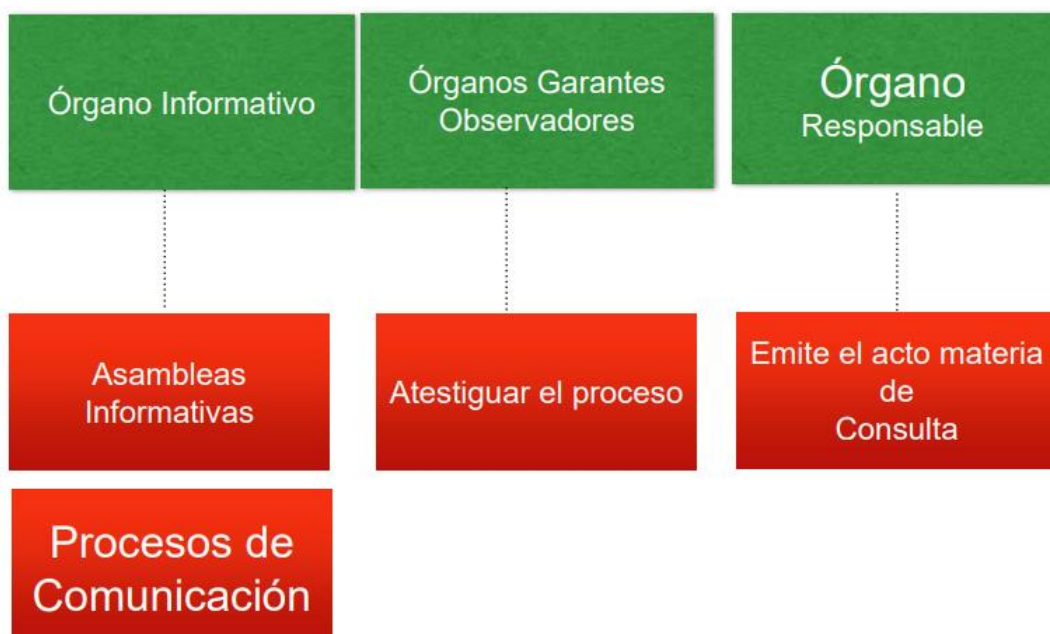 Órgano Informativo
Órganos Garantes
Observadores
Órgano
Responsable
Asambleas
Informativas
Atestiguar el proceso
Emite el acto materia
de
Consulta
Procesos de
Comunicación